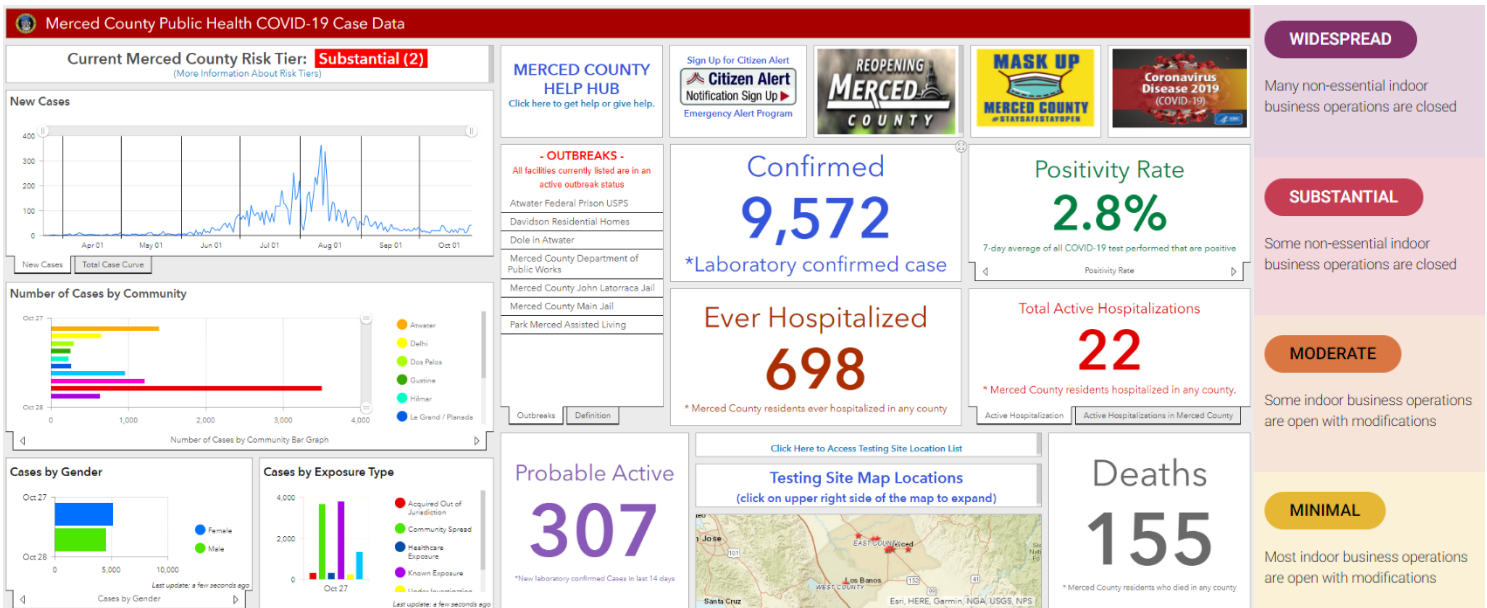 Merced County Public Health COVID-19 Case Data
Current Merced County Risk Tier: Substantial (2)
(More Information About Risk Tiers)
New Cases
400
300
200
100
0
Apr 01
May 01
Jun 01
Jul 01
Aug 01
Sep 01
Oct 01
New Cases
Total Case Curve
Number of Cases by Community
Oct 27
Oct 28
0
1,000
2,000
3,000
4,000
Atwater
Delhi
Dos Palos
Gustine
Hilmar
Le Grand / Planada
Number of Cases by Community Bar Graph
Cases by Gender
Oct 27
Oct 28
0
5,000
10,000
Female
Male
Last update: a few seconds ago
Cases by Gender
Cases by Exposure Type
4,000
2,000
0
Oct 27
Acquired Out of
Jurisdiction
Community Spread
Healthcare
Exposure
Known Exposure
Under Investigation
Last update: a few seconds ago
MERCED COUNTY
HELP HUB
Click here to get help or give help.
Sign Up for Citizen Alert
Citizen Alert
Notification Sign Up
Emergency Alert Program
REOPENING
MERCED
COUNTY
MASK UP
MERCED COUNTY
#STAYSAFESTAYOPEN
Coronavirus
Disease 2019
(COVID-19)
- OUTBREAKS -
All facilities currently listed are in an
active outbreak status
Atwater Federal Prison USPS
Davidson Residential Homes
Dole in Atwater
Merced County Department of
Public Works
Merced County John Latorraca Jail
Merced County Main Jail
Park Merced Assisted Living
Outbreaks
Definition
Confirmed
9,572
*Laboratory confirmed case
Positivity Rate
2.8%
7-day average of all COVID-19 test performed that are positive
Positivity Rate
Ever Hospitalized
698
* Merced County residents ever hospitalized in any county
Total Active Hospitalizations
22
* Merced County residents hospitalized in any county.
Active Hospitalization
Active Hospitalizations in Merced County
Probable Active
307
*New laboratory confirmed Cases in last 14 days
Click Here to Access Testing Site Location List
Testing Site Map Locations
(click on upper right side of the map to expand)
Jose
101
EAST COUNTY
WEST COUNTY
Los Banos
152
99
41
Santa Cruz
Esri, HERE, Garmin, NGA, USGS, NPS
Deaths
155
* Merced County residents who died in any county
WIDESPREAD
Many non-essential indoor
business operations are closed
SUBSTANTIAL
Some non-essential indoor
business operations are closed
MODERATE
Some indoor business operations
are open with modifications
MINIMAL
Most indoor business operations
are open with modifications